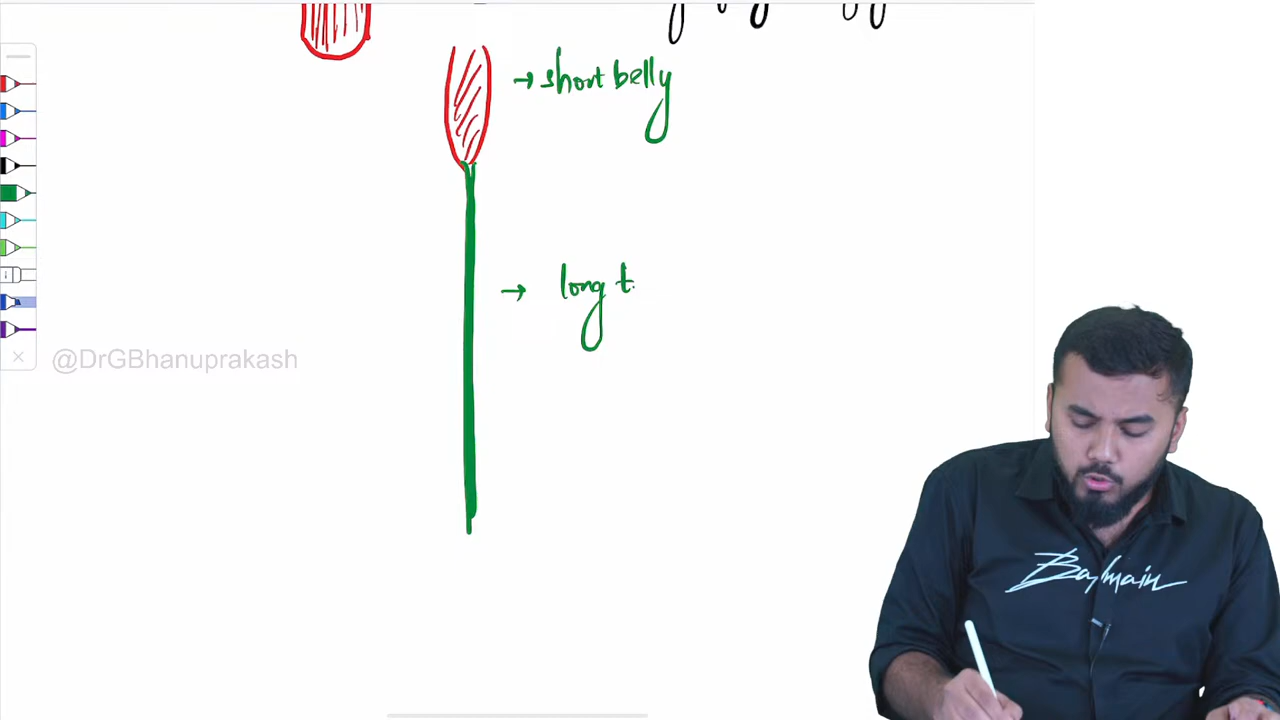 → short belly
→ long t
@DrGBhanuprakash
Balmain